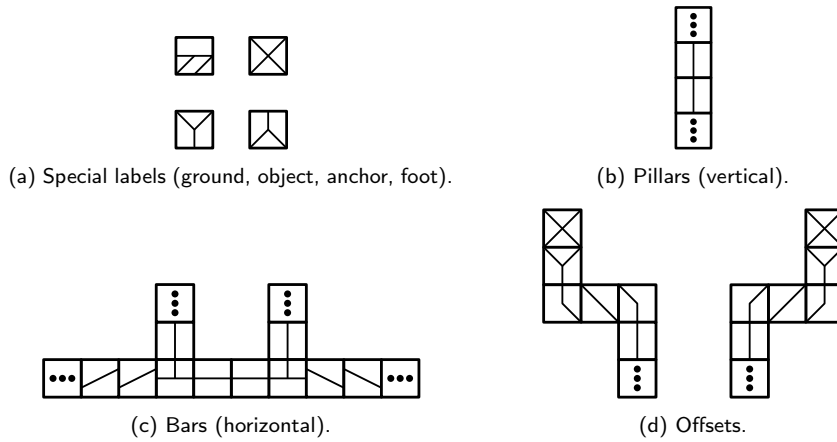 (a) Special labels (ground, object, anchor, foot).
(b) Pillars (vertical).
(c) Bars (horizontal).
(d) Offsets.